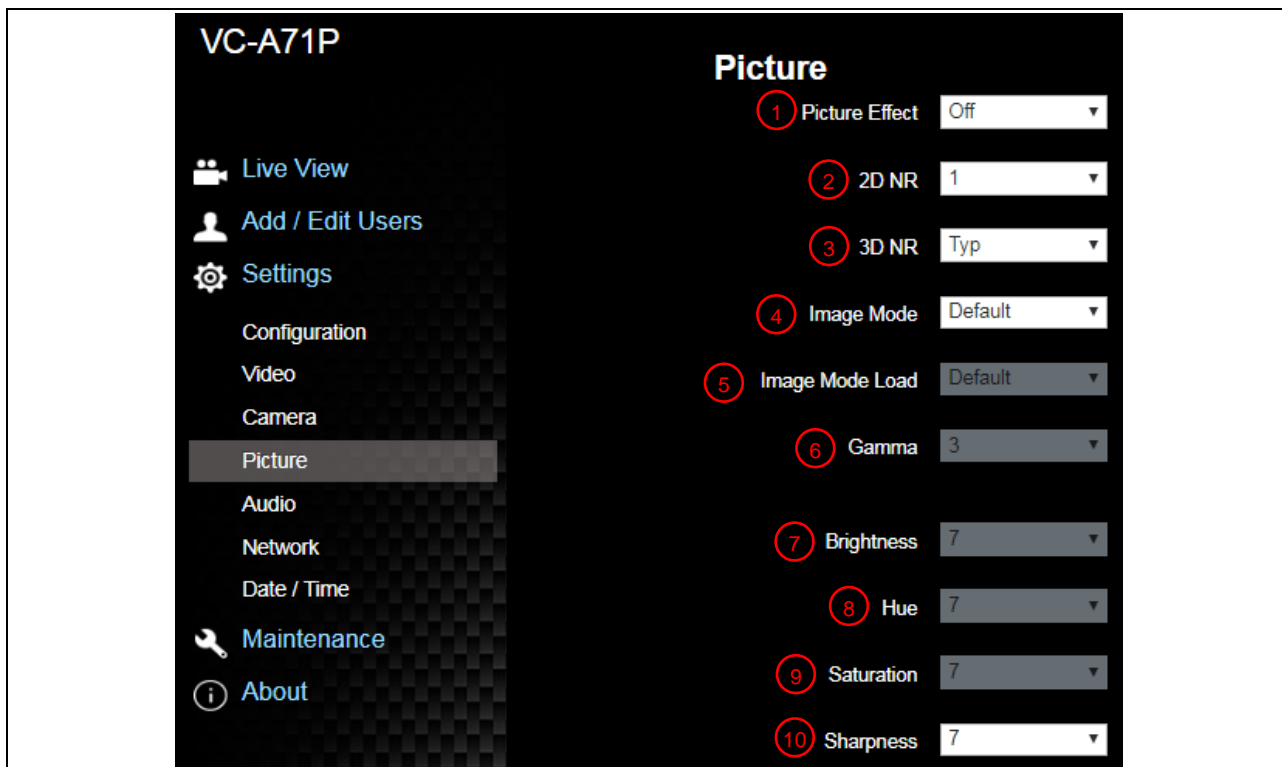 VC-A71P
Live View
Add / Edit Users
Settings
Configuration
Video
Camera
Picture
Audio
Network
Date / Time
Maintenance
About
Picture
1 Picture Effect Off
2 2D NR 1
3 3D NR Typ
4 Image Mode Default
5 Image Mode Load Default
6 Gamma 3
7 Brightness 7
8 Hue 7
9 Saturation 7
10 Sharpness 7